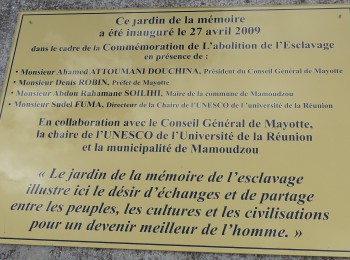 Ce jardin de la mémoire
a été inauguré le 27 avril 2009
dans le cadre de la Commémoration de L'abolition de l'Esclavage
en présence de :
• Monsieur Ahamed ATTOUMANI DOUCHINA, Président du Conseil Général de Mayotte
• Monsieur Denis ROBIN, Préfet de Mayotte
• Monsieur Abdou Rahamane SOILIHI, Maire de la commune de Mamoudzou
• Monsieur Sudel FUMA, Directeur de la Chaire de l'UNESCO de l'université de la Réunion
En collaboration avec le Conseil Général de Mayotte,
la chaire de l'UNESCO de l'Université de la Réunion
et la municipalité de Mamoudzou
« Le jardin de la mémoire de l'esclavage
illustre ici le désir d'échanges et de partage
entre les peuples, les cultures et les civilisations
pour un devenir meilleur de l'homme. »